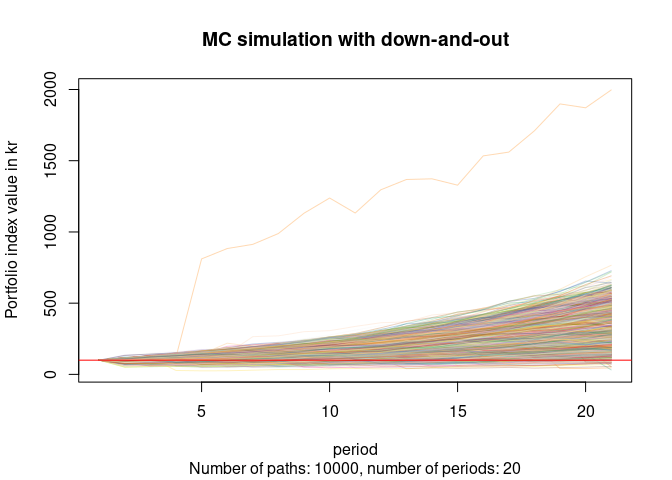 MC simulation with down-and-out
Portfolio index value in kr
2000
1500
1000
500
0
5 10 15 20
period
Number of paths: 10000, number of periods: 20